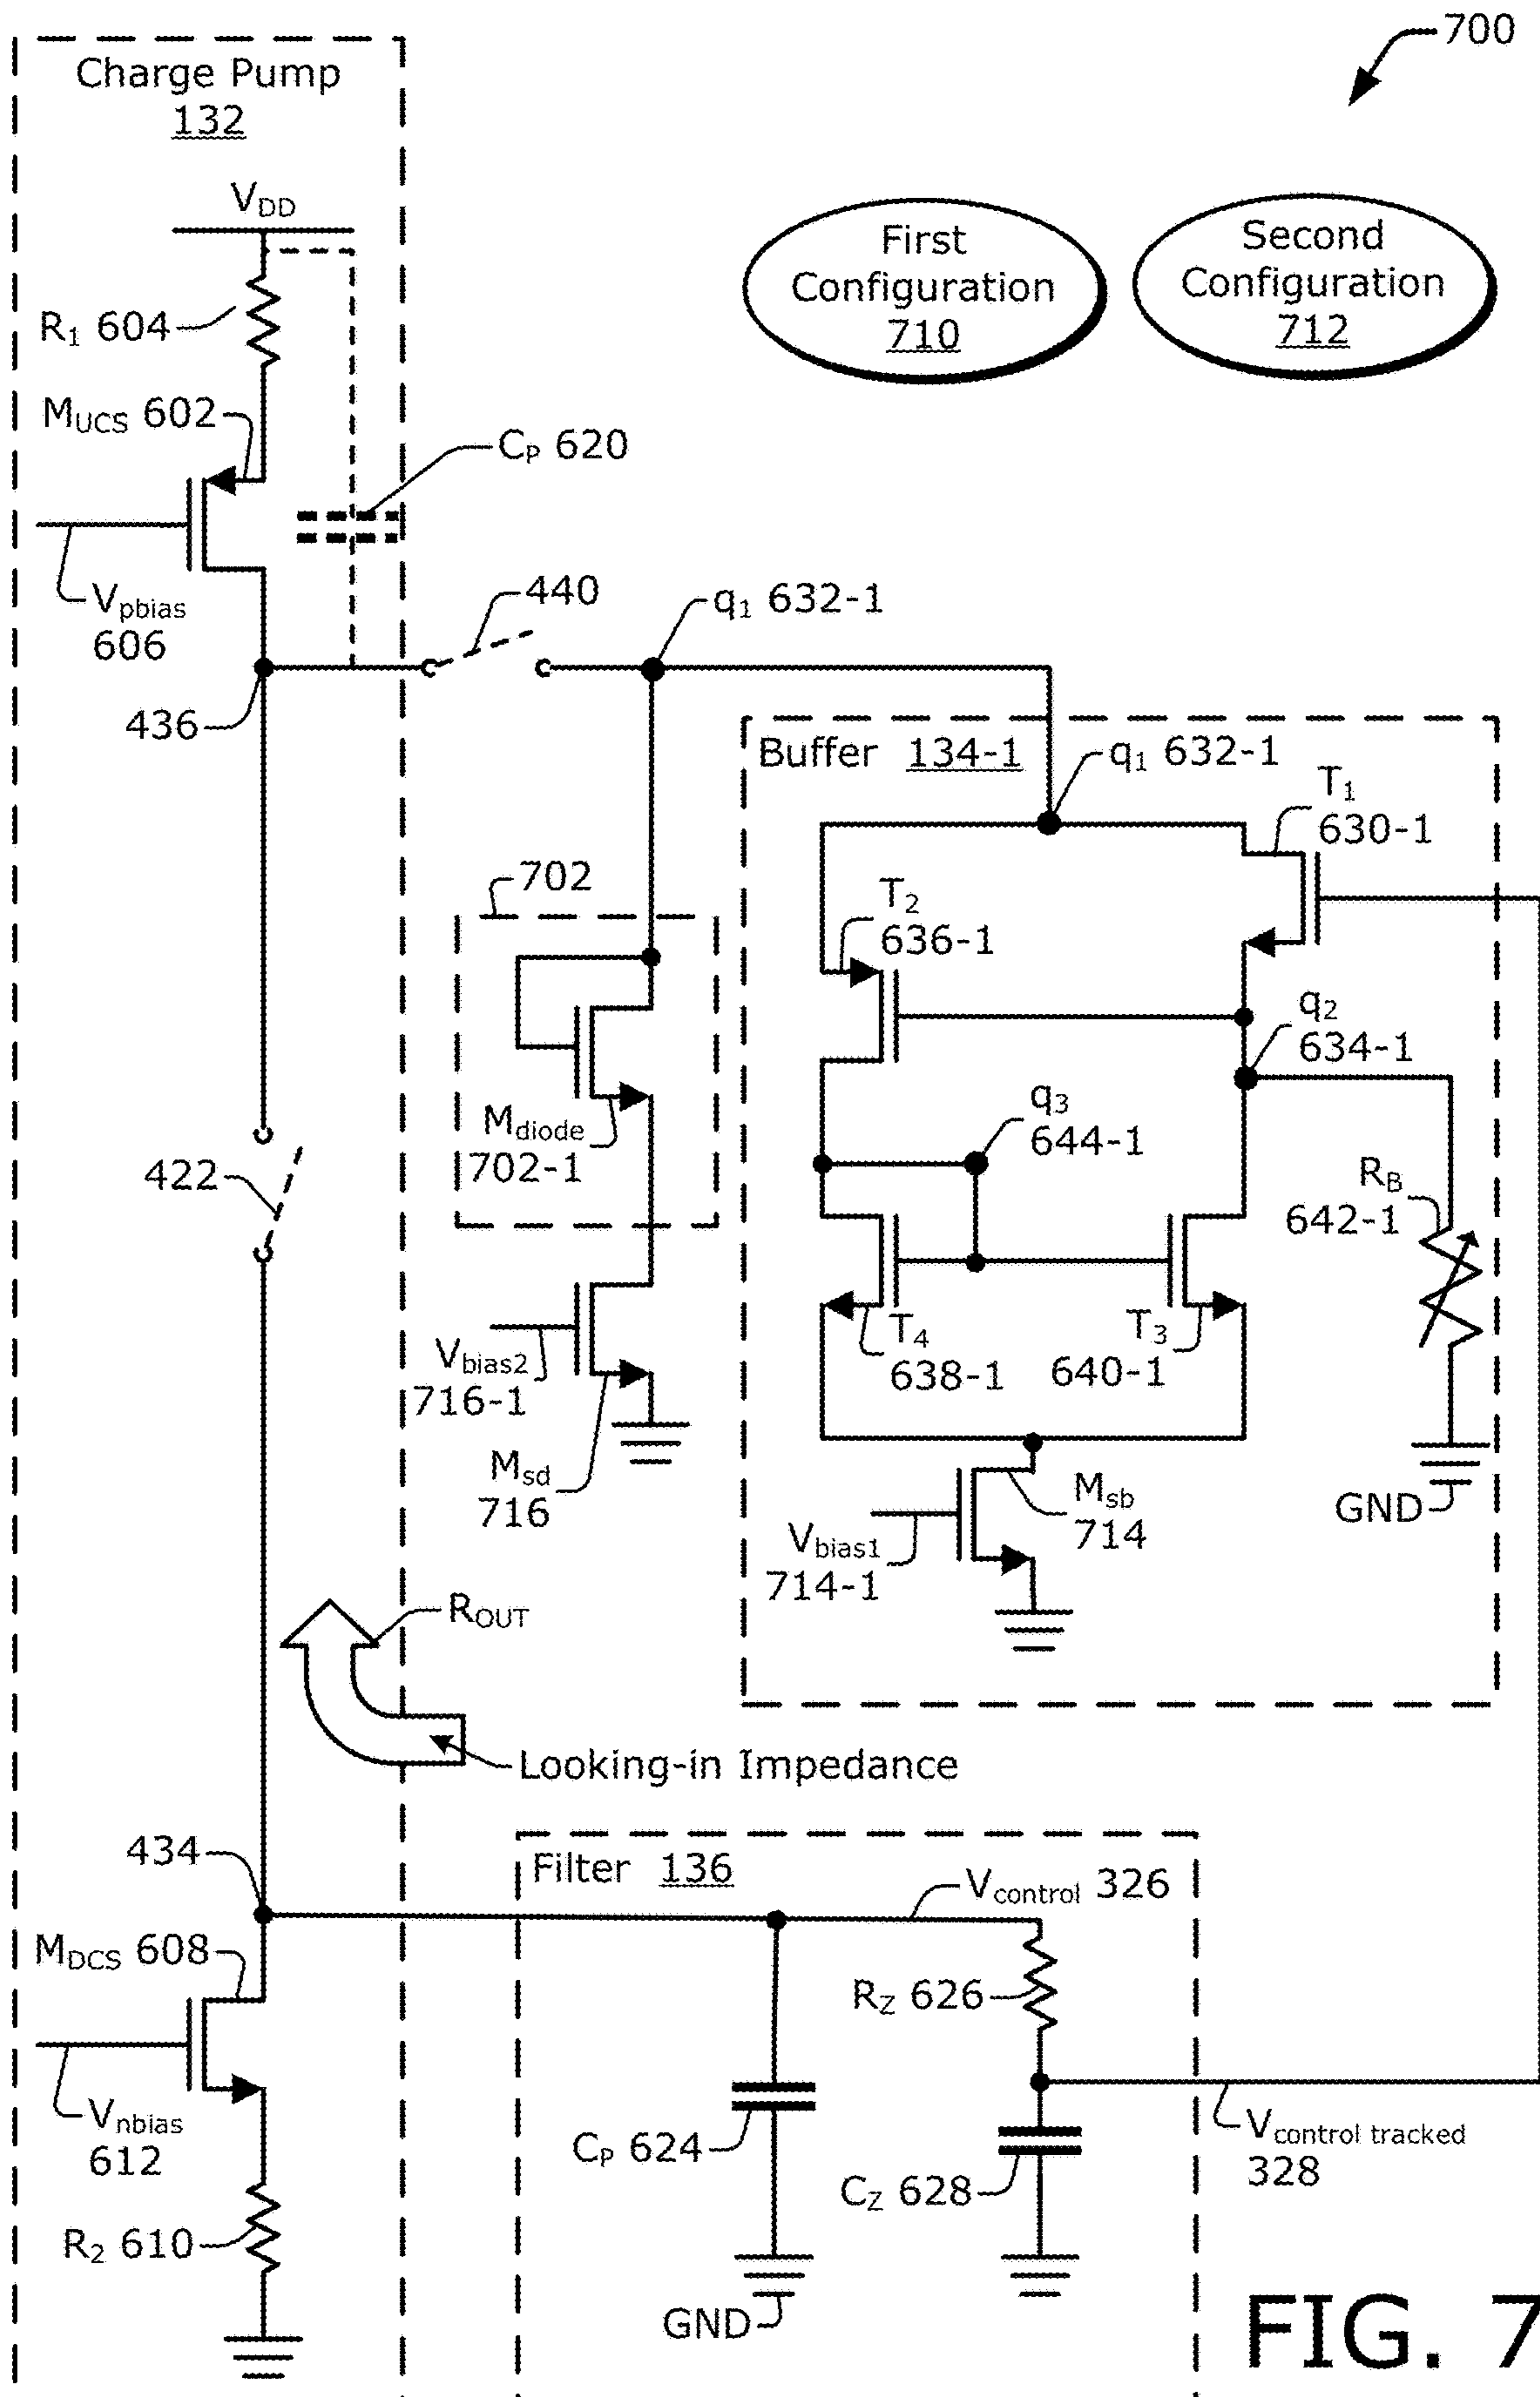 700
Charge Pump
132
VDD
First
Configuration
710
Second
Configuration
712
R1 604
MUCS 602
CP 620
Vpbias
606
440
q1 632-1
436
Buffer 134-1
q1 632-1
T1
630-1
702
T2
636-1
q2
634-1
Mdiode
702-1
q3
644-1
422
RB
642-1
T4
638-1
T3
640-1
Vbias2
716-1
Msd
716
Msb
714
GND
Vbias1
714-1
ROUT
Looking-in Impedance
434
Filter 136
Vcontrol 326
MDCS 608
RZ 626
Vnbias
612
CP 624
CZ 628
Vcontrol tracked
328
R2 610
GND
FIG. 7